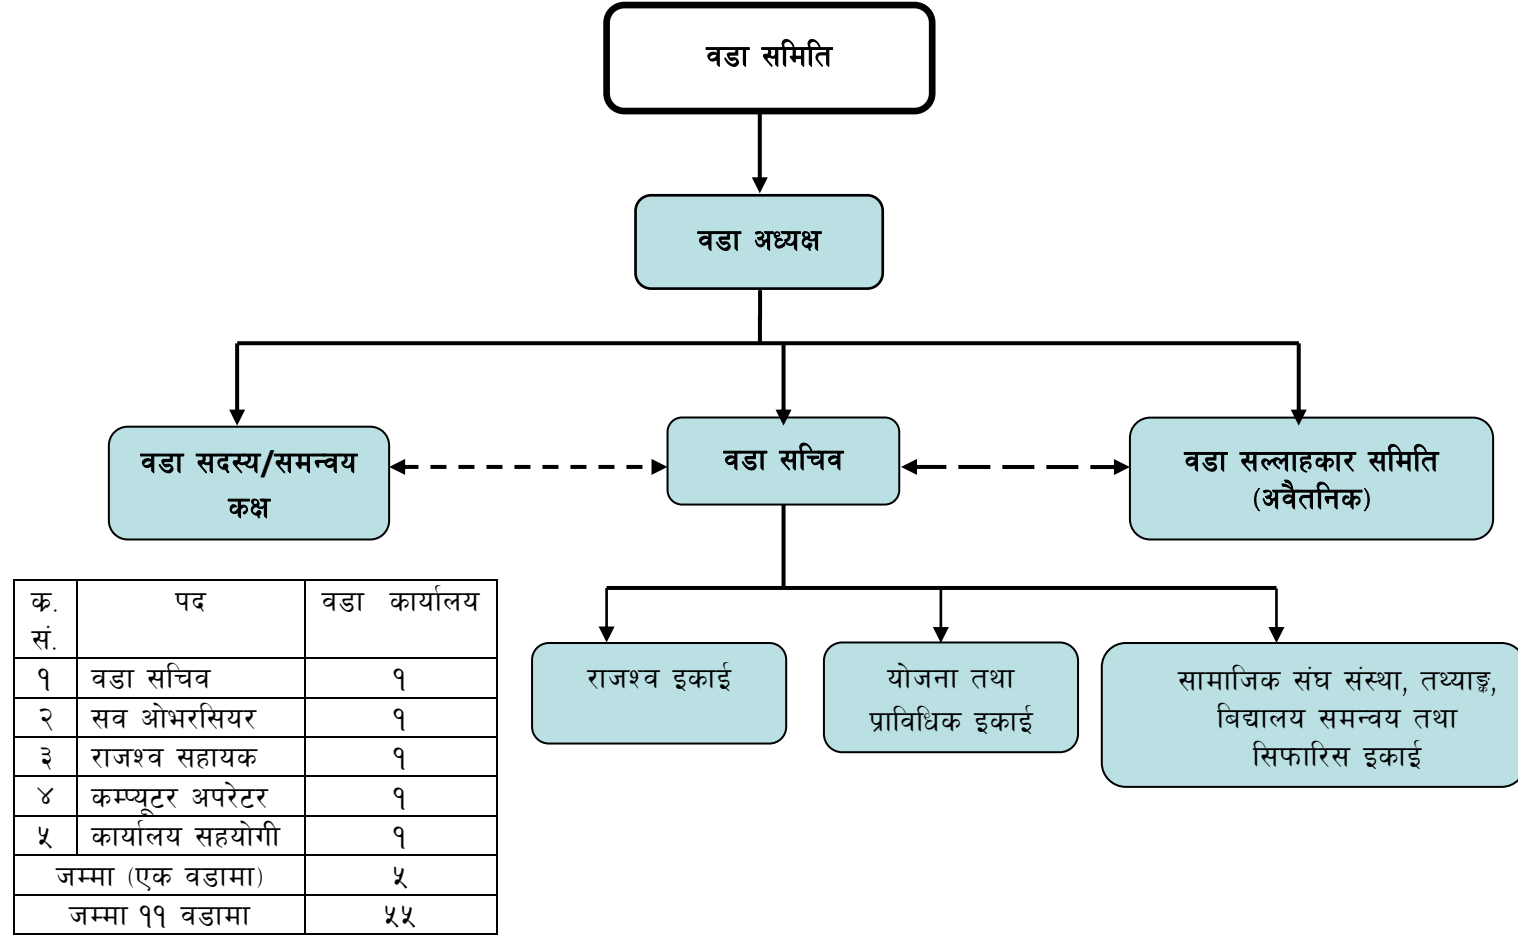 वडा समिति
वडा अध्यक्ष
वडा सदस्य/समन्वय
कक्ष
वडा सचिव
वडा सल्लाहकार समिति
(अवैतनिक)
राजश्व इकाई
योजना तथा
प्राविधिक इकाई
सामाजिक संघ संस्था, तथ्याङ्क,
बिद्यालय समन्वय तथा
सिफारिस इकाई
क. पद वडा कार्यालय
सं.
१ वडा सचिव १
२ सव ओभरसियर १
३ राजश्व सहायक १
४ कम्प्यूटर अपरेटर १
५ कार्यालय सहयोगी १
जम्मा (एक वडामा) ५
जम्मा ११ वडामा ५५